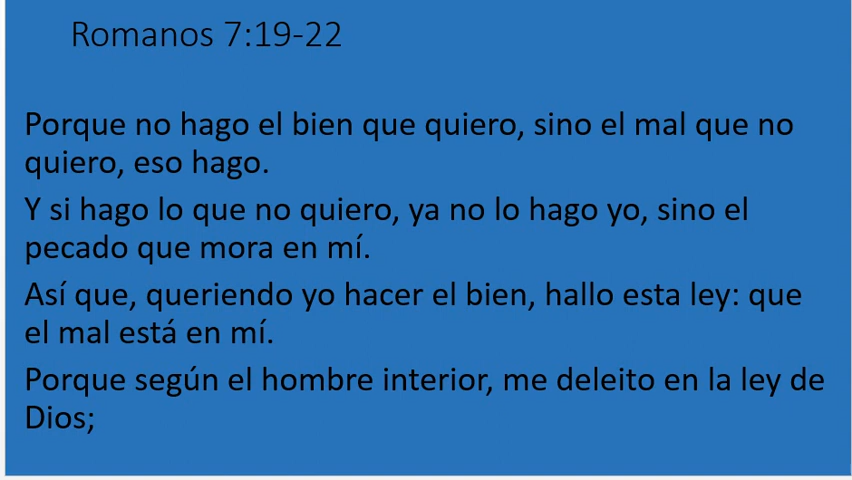 Romanos 7:19-22
Porque no hago el bien que quiero, sino el mal que no
quiero, eso hago.
Y si hago lo que no quiero, ya no lo hago yo, sino el
pecado que mora en mí.
Así que, queriendo yo hacer el bien, hallo esta ley: que
el mal está en mí.
Porque según el hombre interior, me deleito en la ley de
Dios;